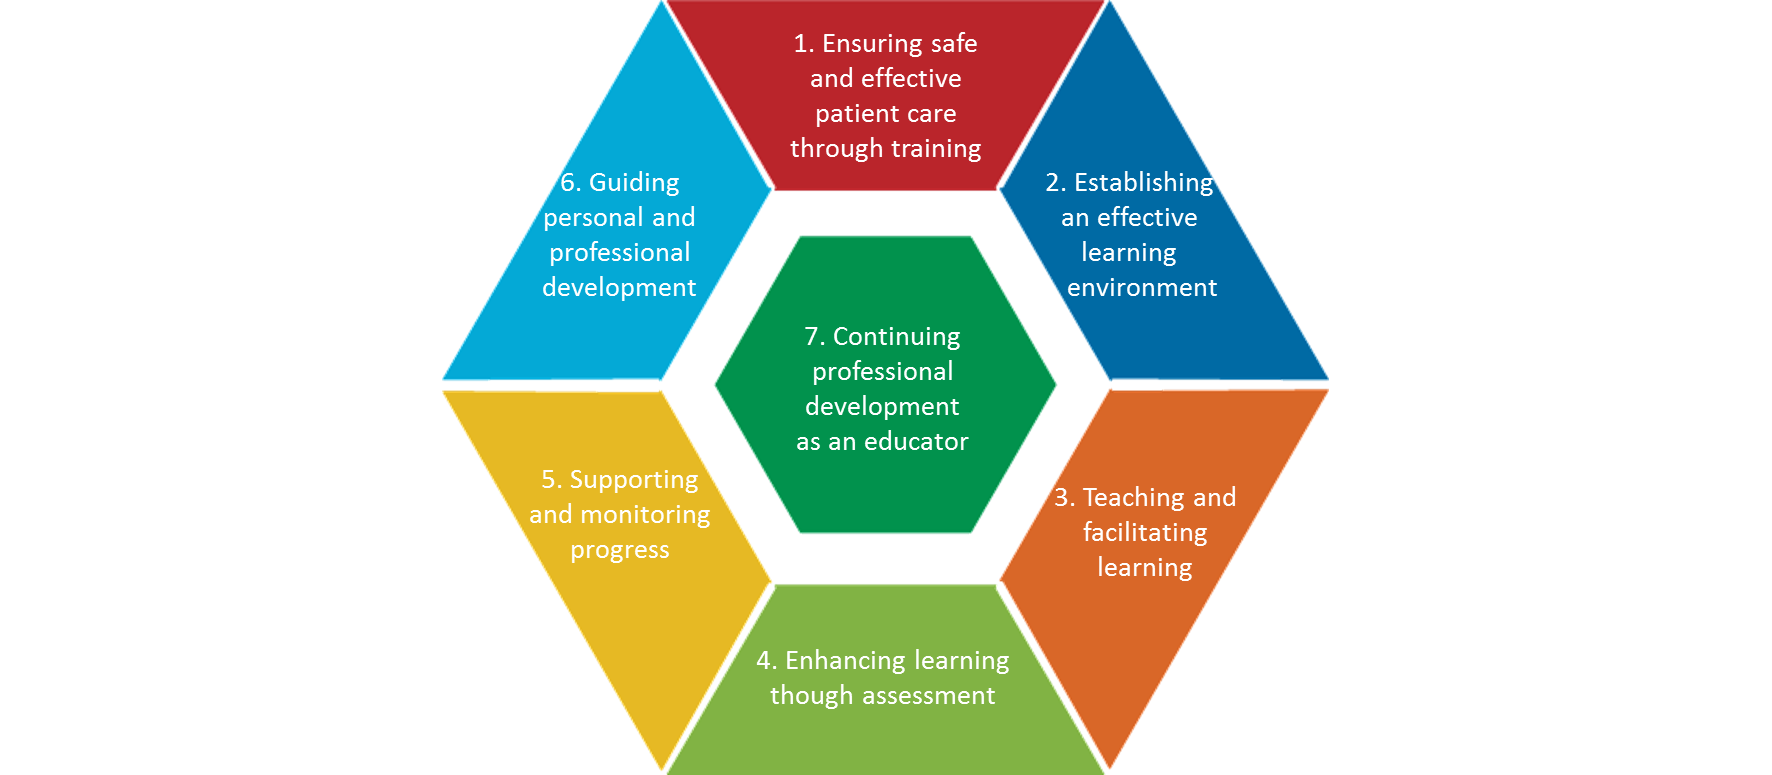 1. Ensuring safe
and effective
patient care
through training
2. Establishing
an effective
learning
environment
3. Teaching and
facilitating
learning
4. Enhancing learning
though assessment
5. Supporting
and monitoring
progress
6. Guiding
personal and
professional
development
7. Continuing
professional
development
as an educator